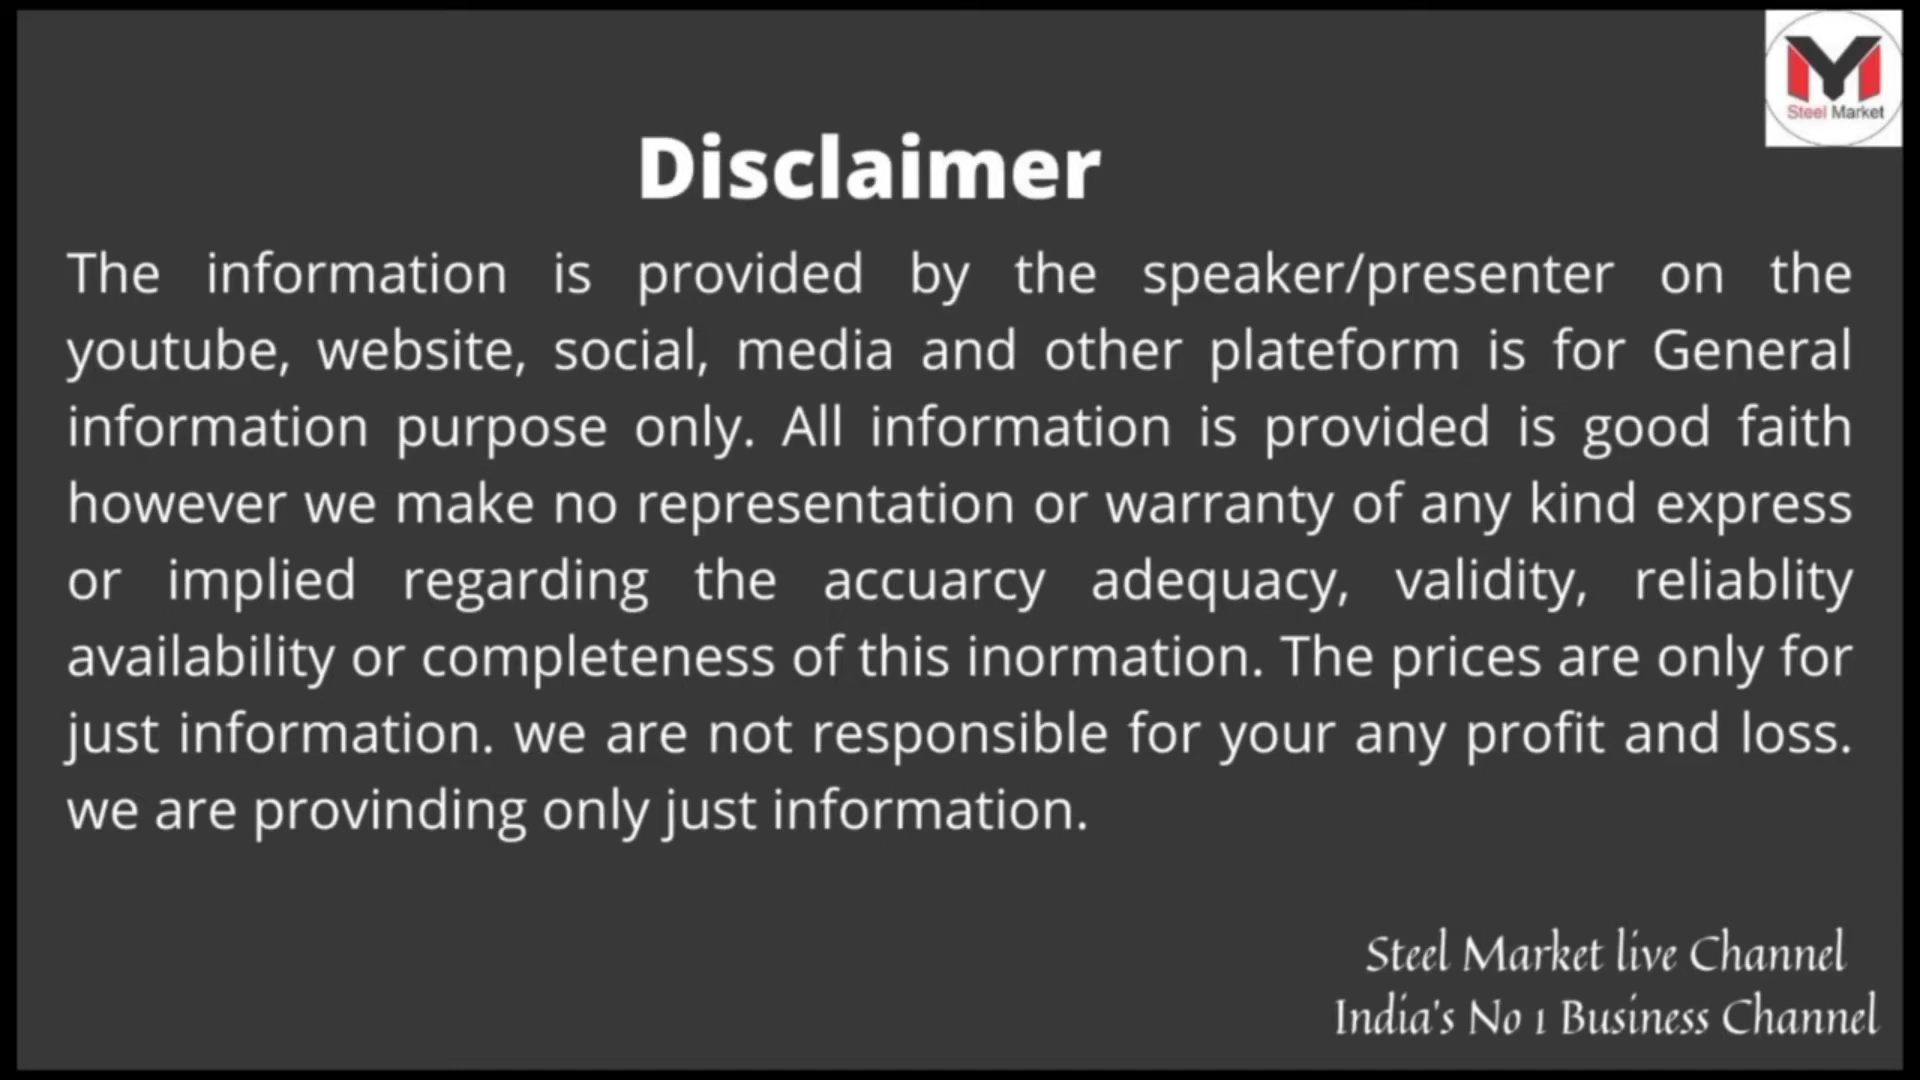 Steel Market
Disclaimer
The information is provided by the speaker/presenter on the
youtube, website, social, media and other plateform is for General
information purpose only. All information is provided is good faith
however we make no representation or warranty of any kind express
or implied regarding the accuarcy adequacy, validity, reliablity
availability or completeness of this inormation. The prices are only for
just information. we are not responsible for your any profit and loss.
we are provinding only just information.
Steel Market live Channel
India's No 1 Business Channel